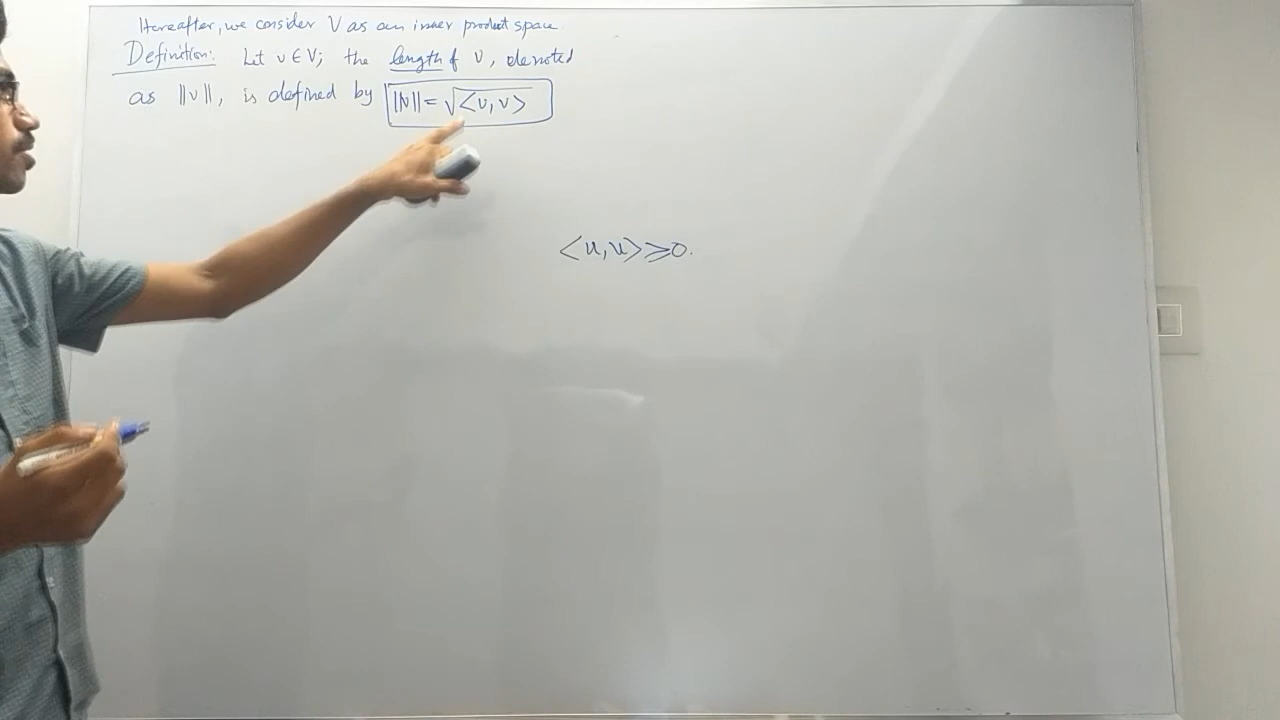 Hereafter, we consider V as an inner product space.
Definition: Let v ∈ V; the length of v, denoted
as ||v||, is defined by ||v|| = √<v, v>
<u, u> ≥ 0.